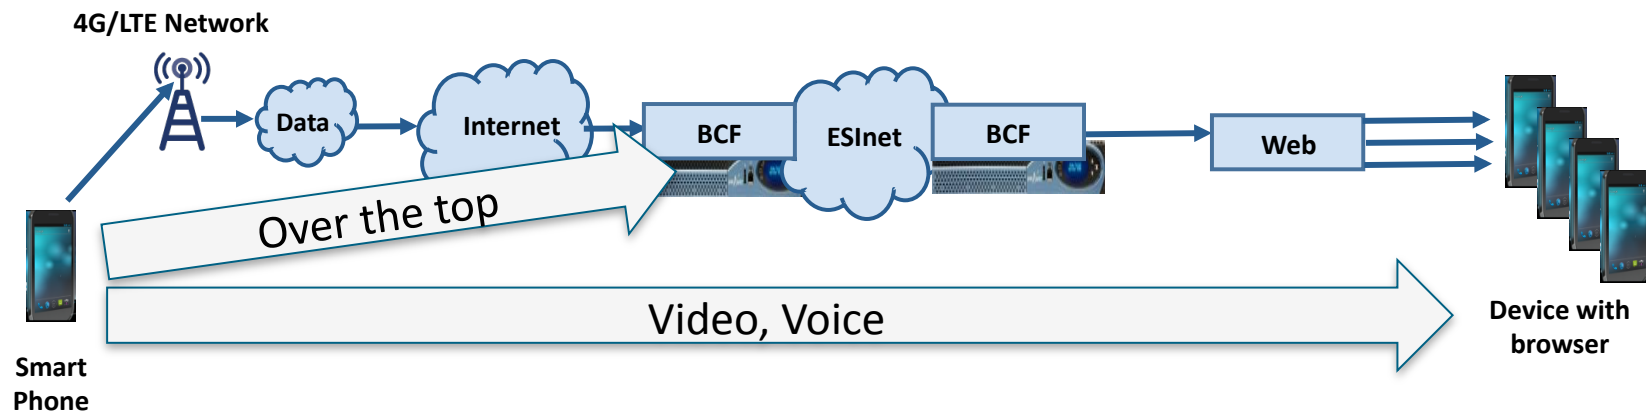 4G/LTE Network
Data
Internet
BCF
ESInet
BCF
Web
Over the top
Video, Voice
Smart
Phone
Device with
browser